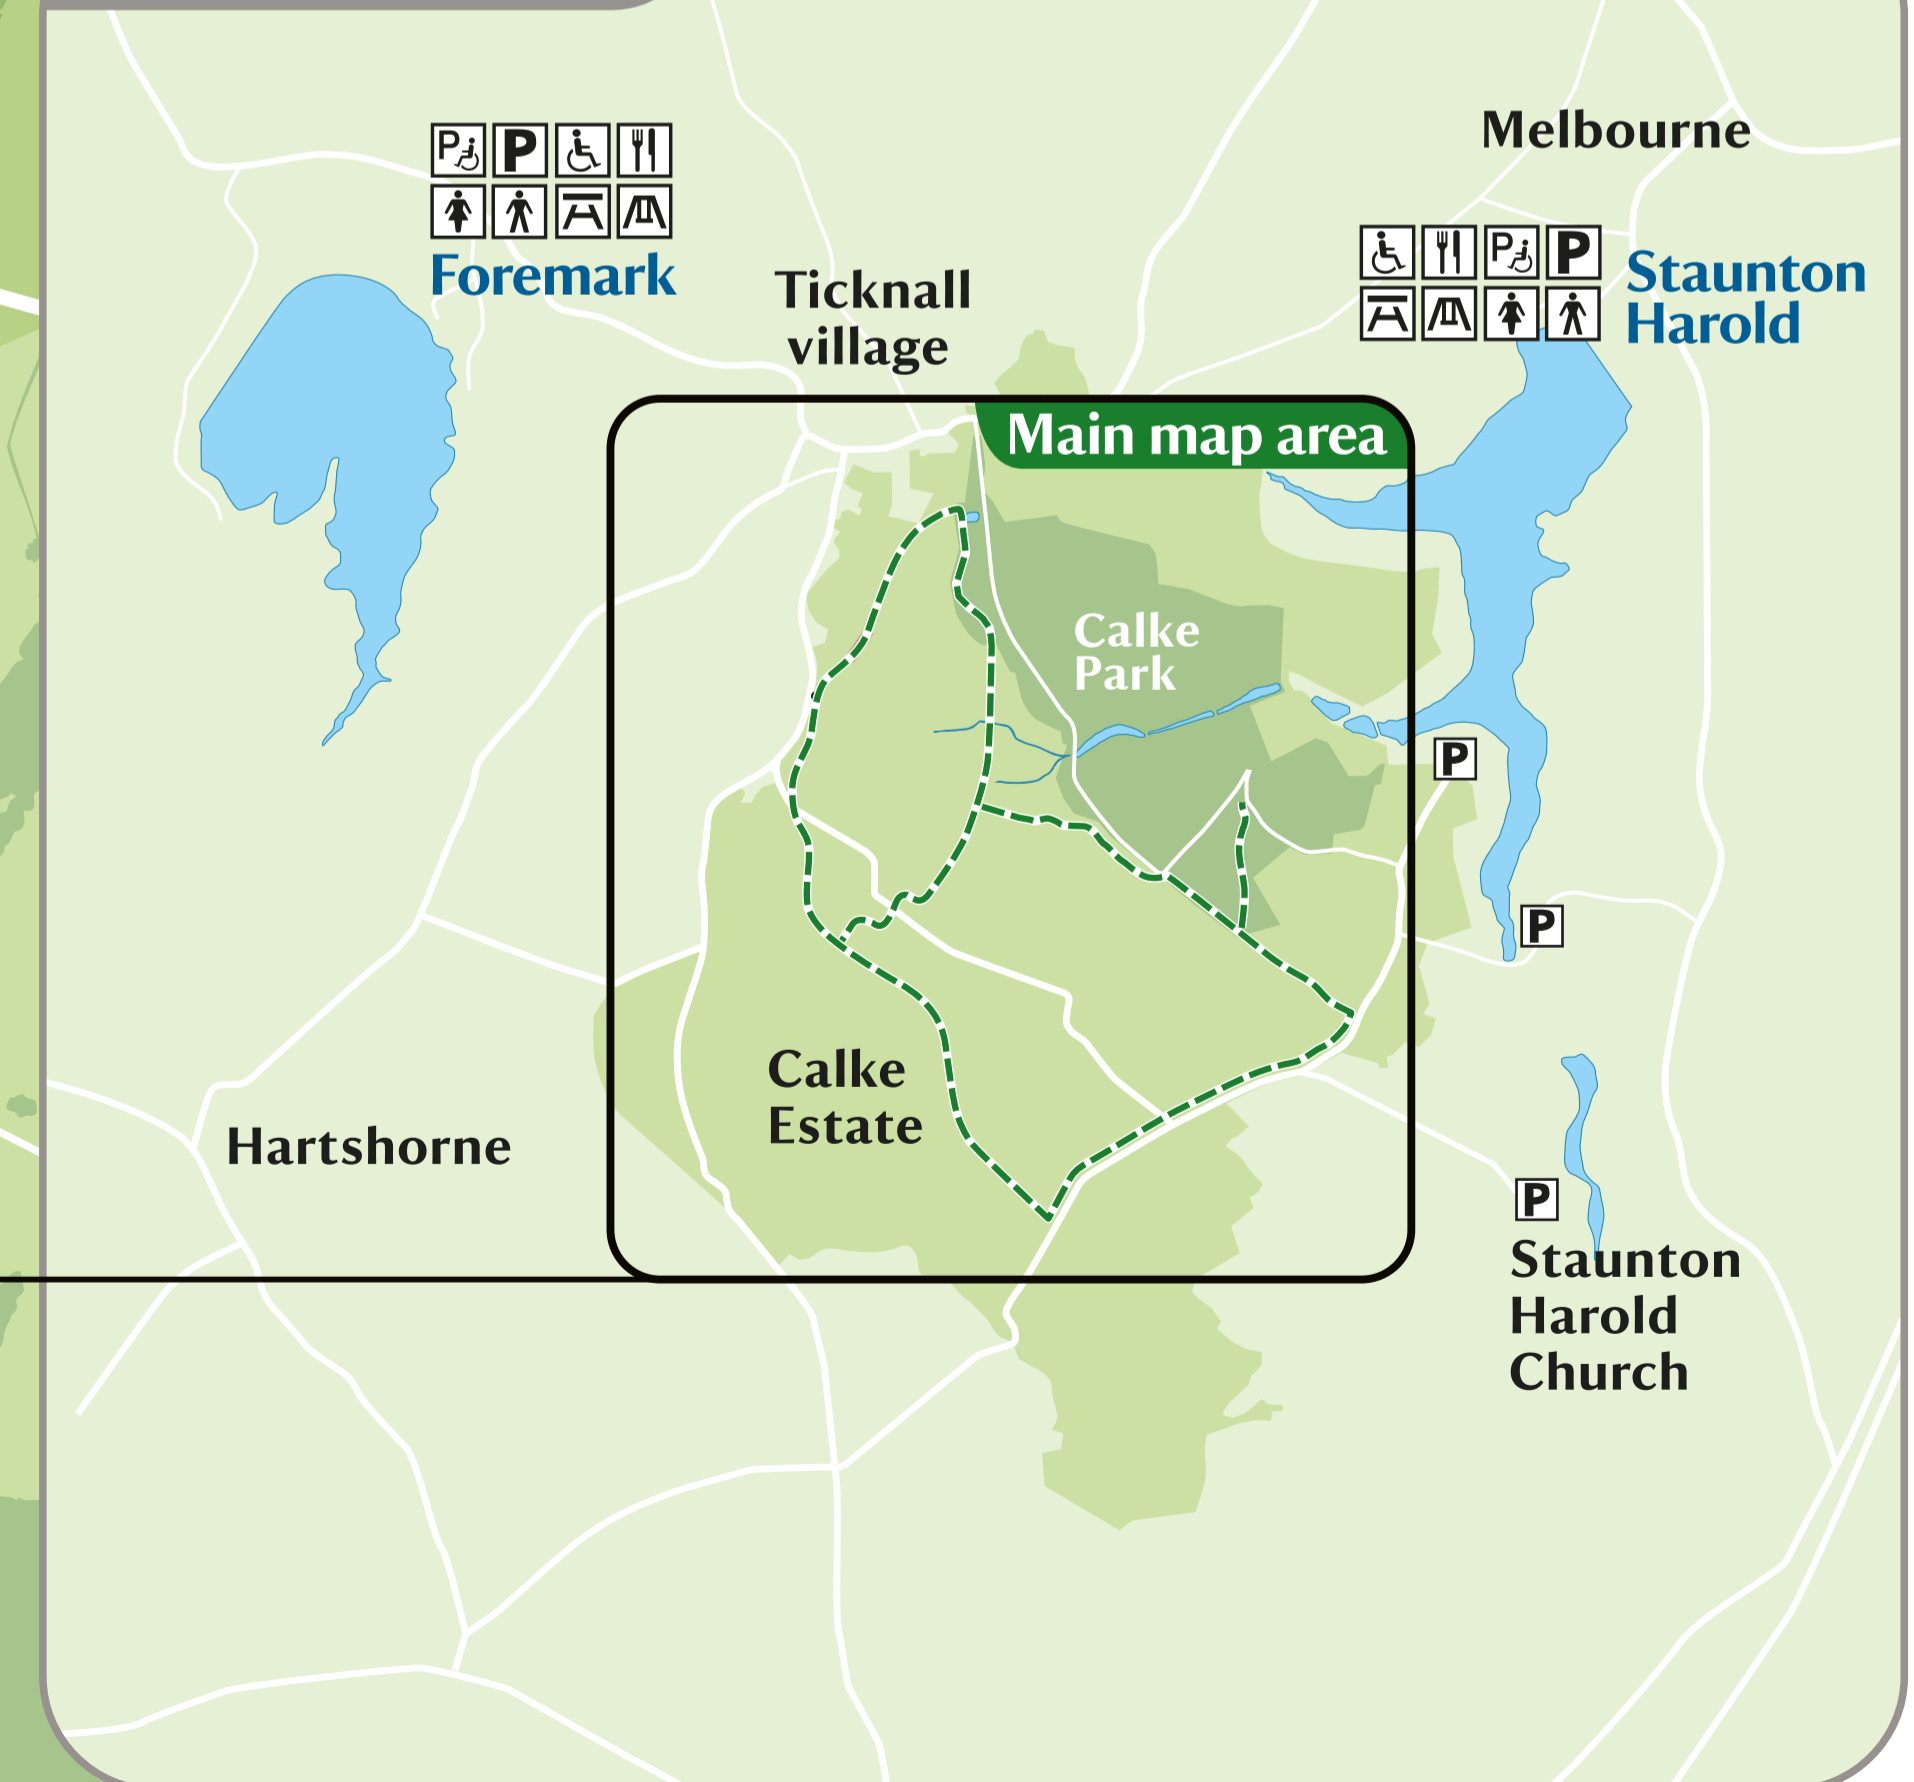 Melbourne
P P
Foremark
P P
Staunton
Harold
Ticknall
village
Main map area
Calke
Park
P
P
Calke
Estate
Hartshorne
P
Staunton
Harold
Church